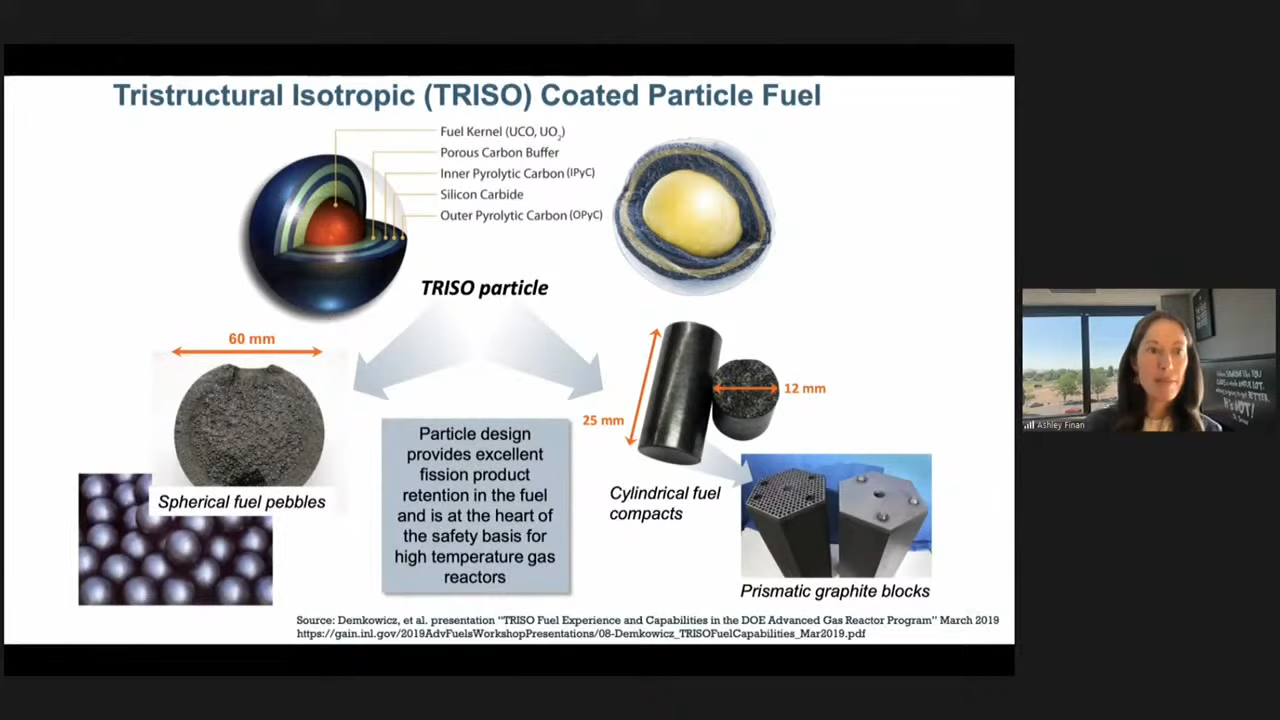 Tristructural Isotropic (TRISO) Coated Particle Fuel
Fuel Kernel (UCO, UO2)
Porous Carbon Buffer
Inner Pyrolytic Carbon (IPyC)
Silicon Carbide
Outer Pyrolytic Carbon (OPyC)
TRISO particle
60 mm
25 mm
12 mm
Particle design
provides excellent
fission product
retention in the fuel
and is at the heart of
the safety basis for
high temperature gas
reactors
Spherical fuel pebbles
Cylindrical fuel
compacts
Prismatic graphite blocks
Source: Demkowicz, et al. presentation “TRISO Fuel Experience and Capabilities in the DOE Advanced Gas Reactor Program” March 2019
https://gain.inl.gov/2019AdvFuelsWorkshopPresentations/08-Demkowicz_TRISOFuelCapabilities_Mar2019.pdf
Ashley Finan
IT'S NOT!